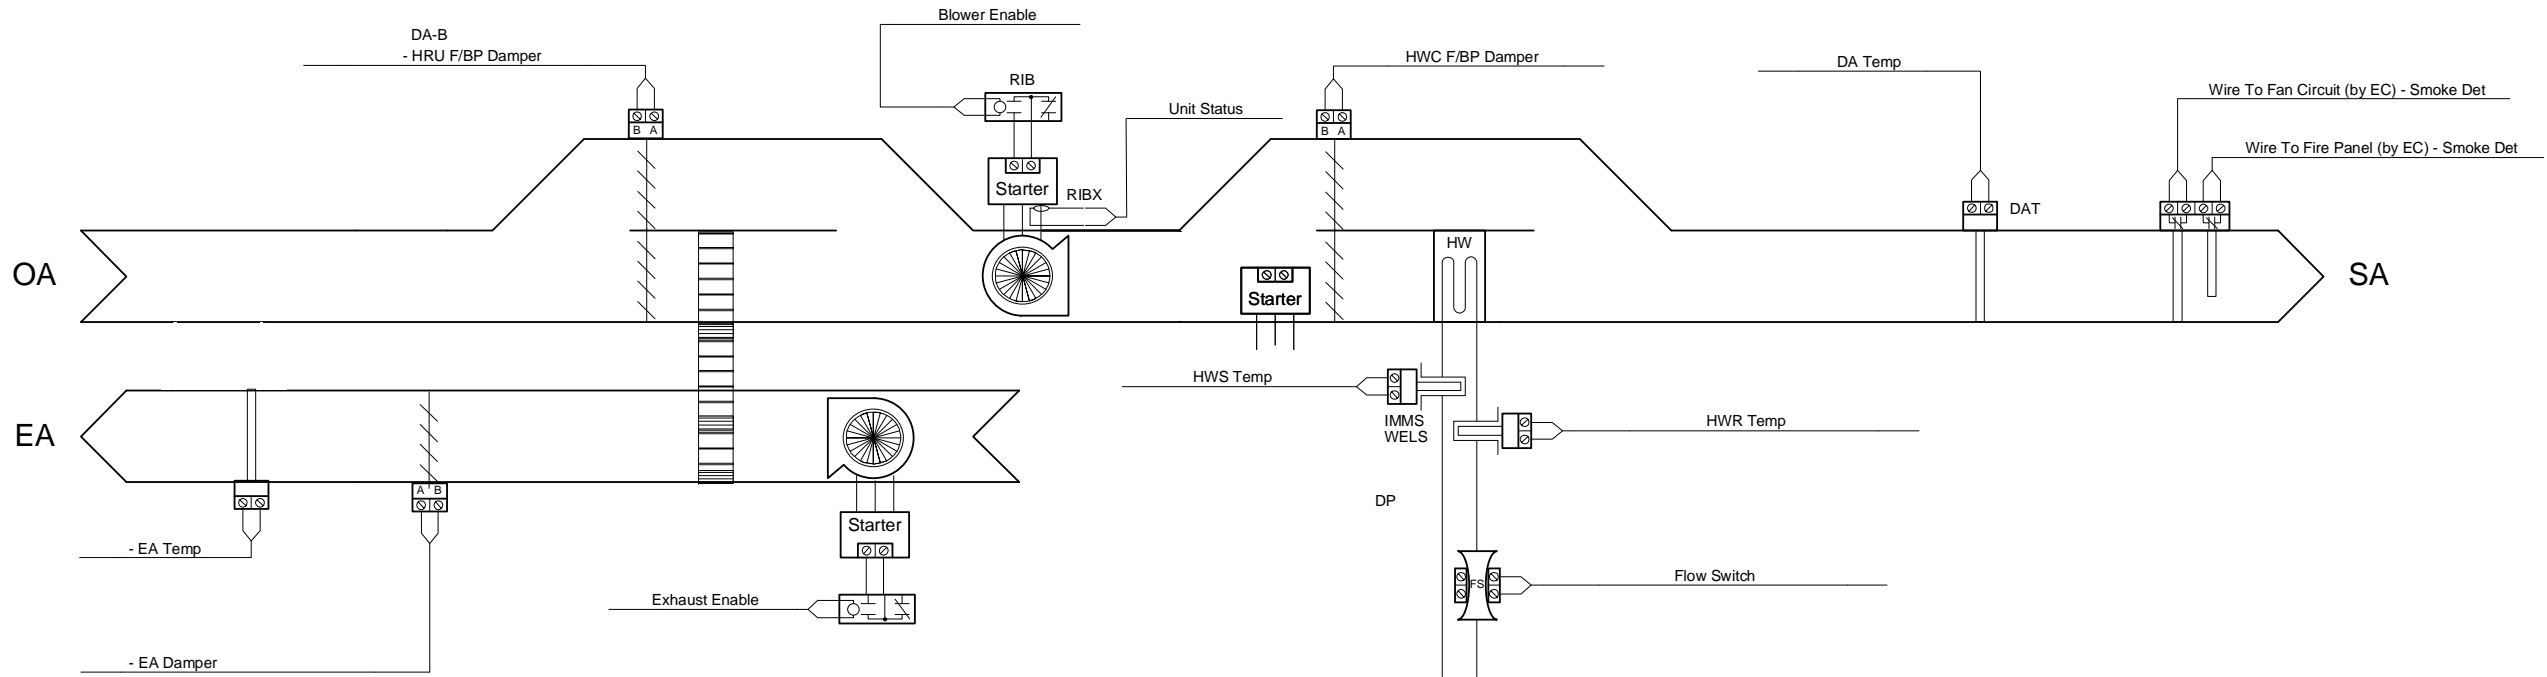 Blower Enable
DA-B
- HRU F/BP Damper
HWC F/BP Damper
DA Temp
RIB
Wire To Fan Circuit (by EC) - Smoke Det
Unit Status
B A
B A
Wire To Fire Panel (by EC) - Smoke Det
Starter
RIBX
DAT
HW
OA
SA
Starter
HWS Temp
IMMS
WELS
HWR Temp
EA
A B
DP
Starter
- EA Temp
FS
Flow Switch
Exhaust Enable
- EA Damper